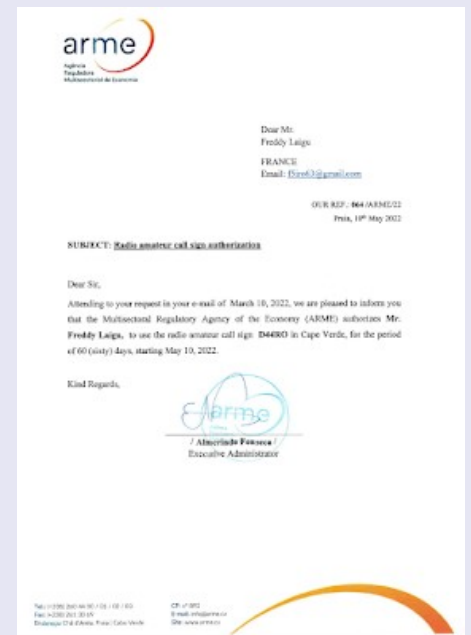 arme
Agência
Reguladora
Multissectorial da Economia
Dear Mr.
Freddy Laigu
FRANCE
Email:
OUR REF.: 064 /ARME/22
Praia, 10th May 2022
SUBJECT: Radio amateur call sign authorization
Dear Sir,
Attending to your request in your e-mail of March 10, 2022, we are pleased to inform you
that the Multisectoral Regulatory Agency of the Economy (ARME) authorizes Mr.
Freddy Laigu, to use the radio amateur call sign D44RO in Cape Verde, for the period
of 60 (sixty) days, starting May 10, 2022.
Kind Regards,
arme
/ Almerindo Fonseca /
Executive Administrator